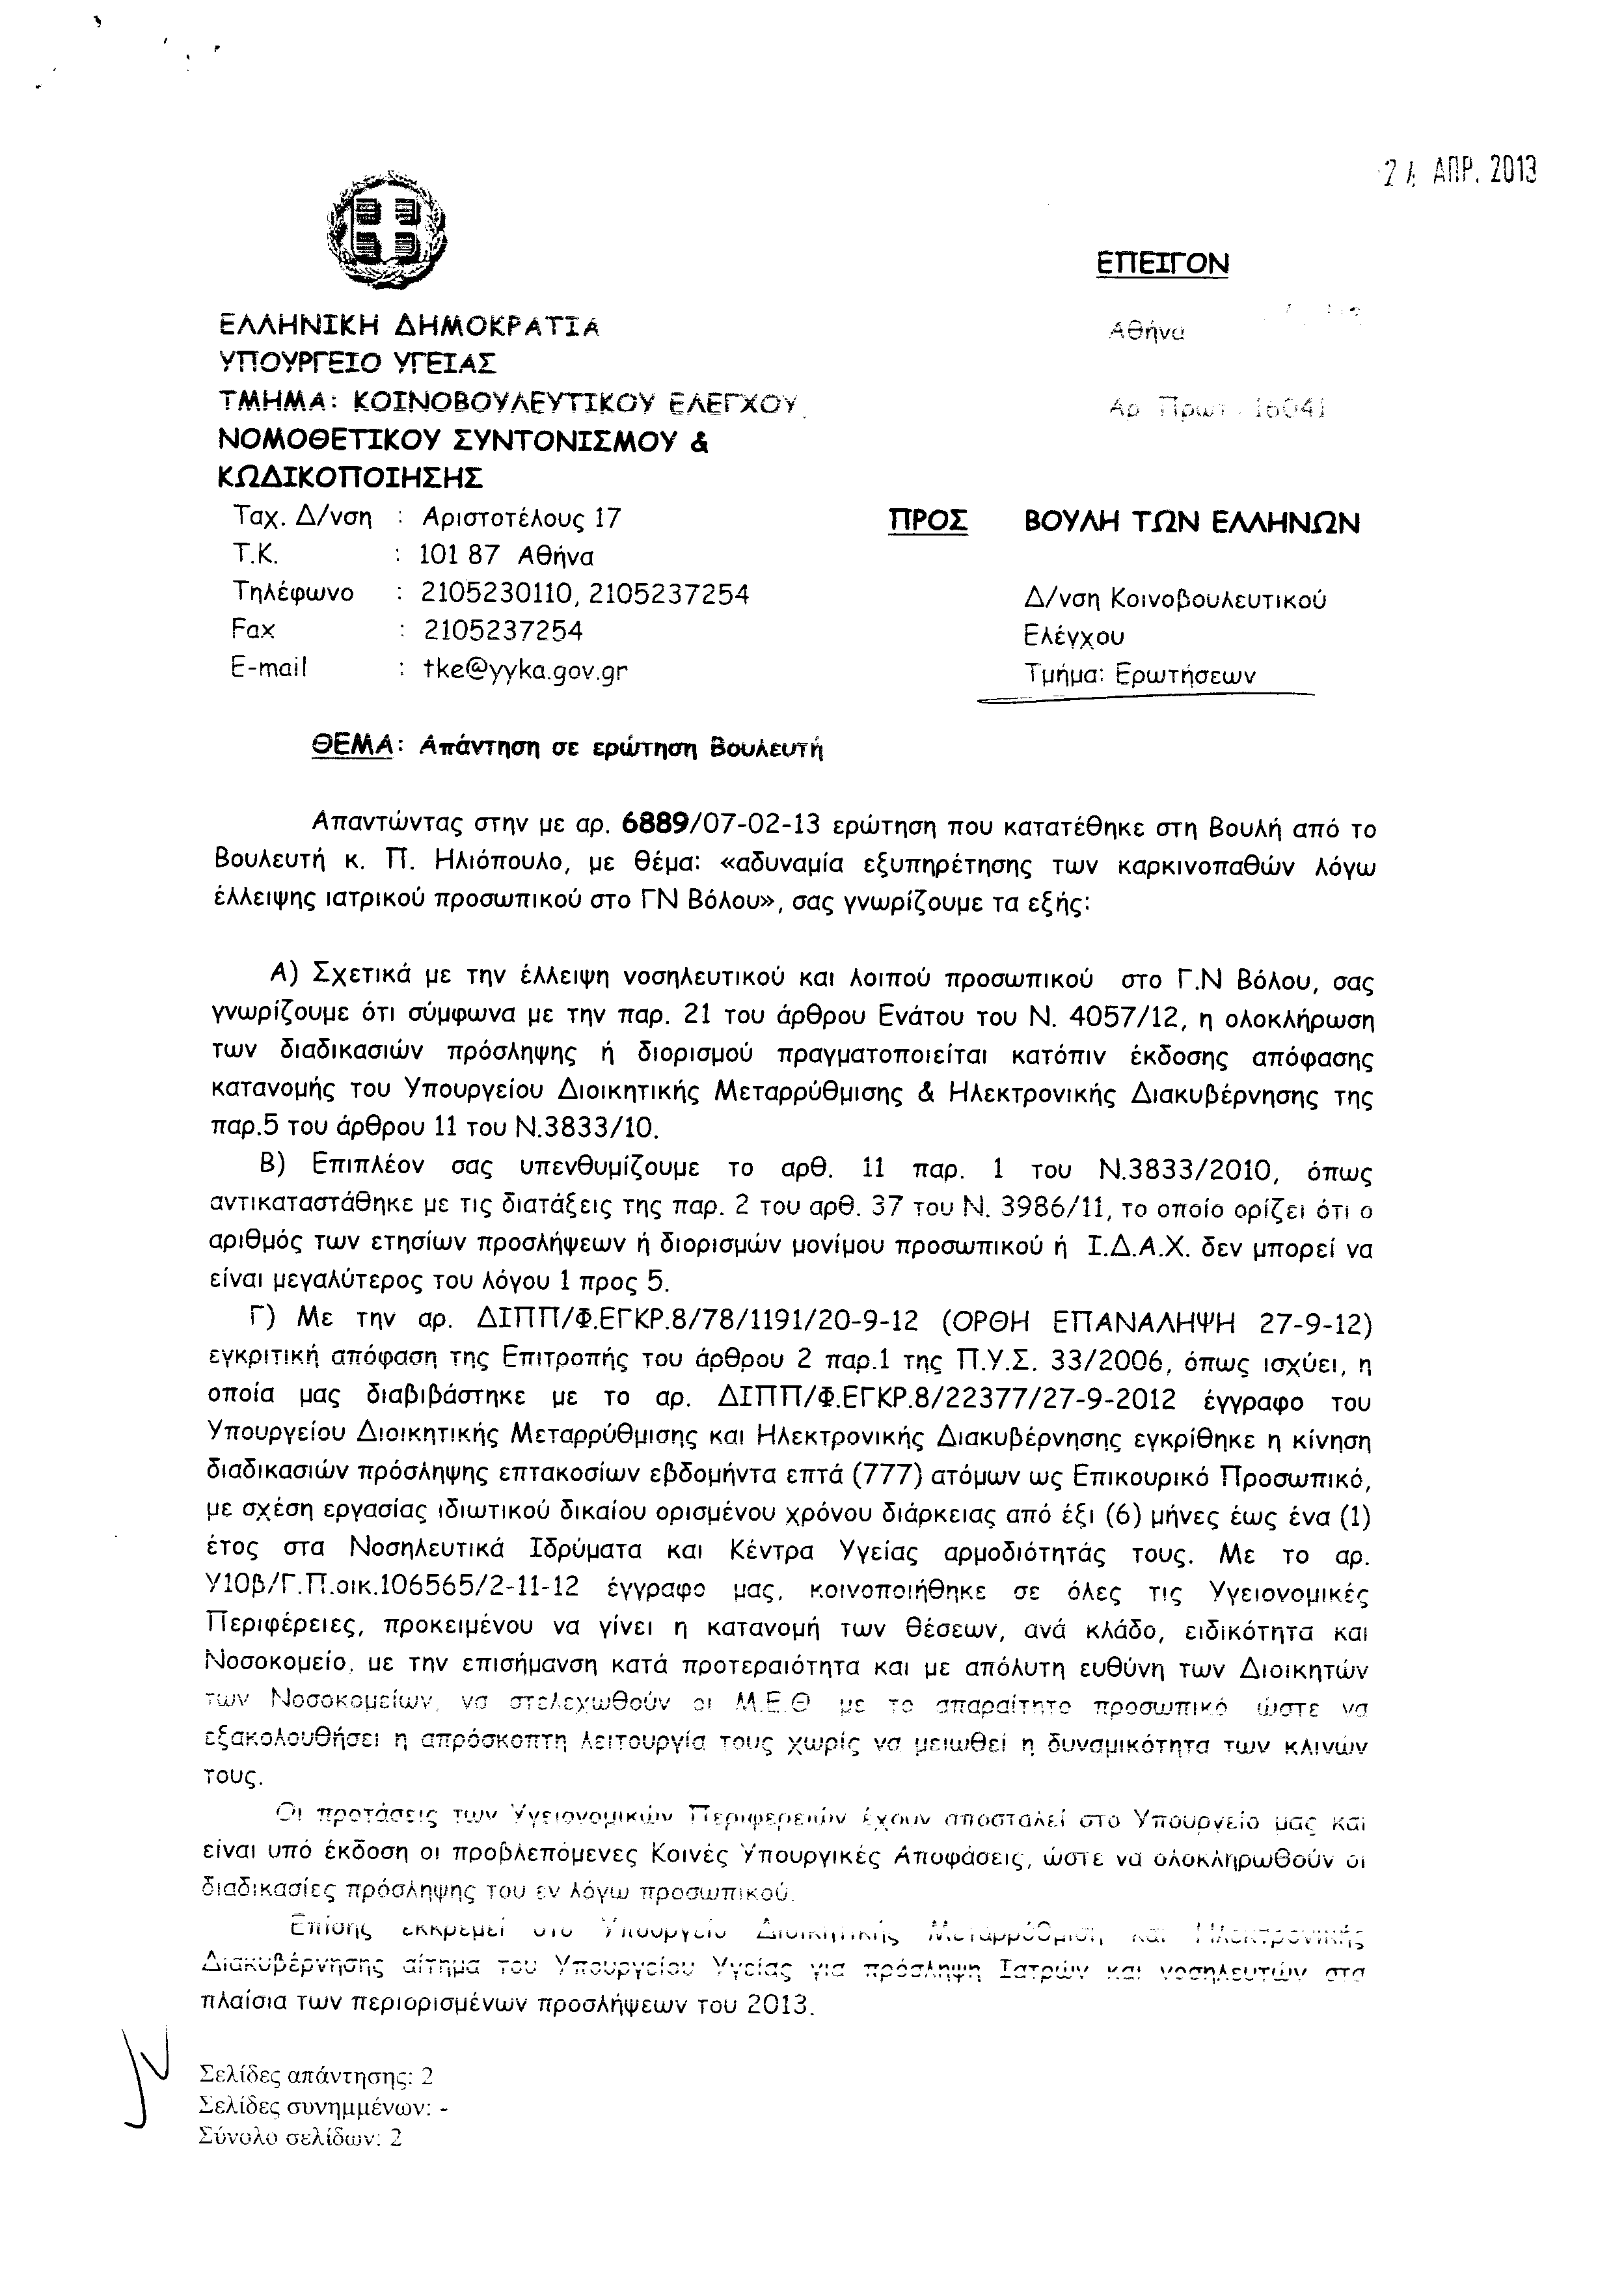 ΑΠΡ. 2013
ΕΠΕΙΓΟΝ
ΕΛΛΗΝΙΚΗ ΔΗΜΟΚΡΑΤΙΑ
ΥΠΟΥΡΓΕΙΟ ΥΓΕΙΑΣ
ΤΜΗΜΑ: ΚΟΙΝΟΒΟΥΛΕΥΤΙΚΟΥ ΕΛΕΓΧΟΥ
ΝΟΜΟΘΕΤΙΚΟΥ ΣΥΝΤΟΝΙΣΜΟΥ &
ΚΩΔΙΚΟΠΟΙΗΣΗΣ
Αθήνα
Αρ. Πρωτ. 16041
Ταχ. Δ/νση : Αριστοτέλους 17
Τ.Κ. : 101 87 Αθήνα
Τηλέφωνο : 2105230110, 2105237254
Fax : 2105237254
E-mail : tke@yyka.gov.gr
ΠΡΟΣ ΒΟΥΛΗ ΤΩΝ ΕΛΛΗΝΩΝ
Δ/νση Κοινοβουλευτικού
Ελέγχου
Τμήμα: Ερωτήσεων
ΘΕΜΑ: Απάντηση σε ερώτηση Βουλευτή
Απαντώντας στην με αρ. 6889/07-02-13 ερώτηση που κατατέθηκε στη Βουλή από το
Βουλευτή κ. Π. Ηλιόπουλο, με θέμα: «αδυναμία εξυπηρέτησης των καρκινοπαθών λόγω
έλλειψης ιατρικού προσωπικού στο ΓΝ Βόλου», σας γνωρίζουμε τα εξής:
Α) Σχετικά με την έλλειψη νοσηλευτικού και λοιπού προσωπικού στο Γ.Ν Βόλου, σας
γνωρίζουμε ότι σύμφωνα με την παρ. 21 του άρθρου Ενάτου του Ν. 4057/12, η ολοκλήρωση
των διαδικασιών πρόσληψης ή διορισμού πραγματοποιείται κατόπιν έκδοσης απόφασης
κατανομής του Υπουργείου Διοικητικής Μεταρρύθμισης & Ηλεκτρονικής Διακυβέρνησης της
παρ.5 του άρθρου 11 του Ν.3833/10.
Β) Επιπλέον σας υπενθυμίζουμε το αρθ. 11 παρ. 1 του Ν.3833/2010, όπως
αντικαταστάθηκε με τις διατάξεις της παρ. 2 του αρθ. 37 του Ν. 3986/11, το οποίο ορίζει ότι ο
αριθμός των ετησίων προσλήψεων ή διορισμών μονίμου προσωπικού ή Ι.Δ.Α.Χ. δεν μπορεί να
είναι μεγαλύτερος του λόγου 1 προς 5.
Γ) Με την αρ. ΔΙΠΠ/Φ.ΕΓΚΡ.8/78/1191/20-9-12 (ΟΡΘΗ ΕΠΑΝΑΛΗΨΗ 27-9-12)
εγκριτική απόφαση της Επιτροπής του άρθρου 2 παρ.1 της Π.Υ.Σ. 33/2006, όπως ισχύει, η
οποία μας διαβιβάστηκε με το αρ. ΔΙΠΠ/Φ.ΕΓΚΡ.8/22377/27-9-2012 έγγραφο του
Υπουργείου Διοικητικής Μεταρρύθμισης και Ηλεκτρονικής Διακυβέρνησης εγκρίθηκε η κίνηση
διαδικασιών πρόσληψης επτακοσίων εβδομήντα επτά (777) ατόμων ως Επικουρικό Προσωπικό,
με σχέση εργασίας ιδιωτικού δικαίου ορισμένου χρόνου διάρκειας από έξι (6) μήνες έως ένα (1)
έτος στα Νοσηλευτικά Ιδρύματα και Κέντρα Υγείας αρμοδιότητάς τους. Με το αρ.
Υ10β/Γ.Π.οικ.106565/2-11-12 έγγραφο μας, κοινοποιήθηκε σε όλες τις Υγειονομικές
Περιφέρειες, προκειμένου να γίνει η κατανομή των θέσεων, ανά κλάδο, ειδικότητα και
Νοσοκομείο, με την επισήμανση κατά προτεραιότητα και με απόλυτη ευθύνη των Διοικητών
των Νοσοκομείων, να στελεχωθούν οι Μ.Ε.Θ με το απαραίτητο προσωπικό ώστε να
εξακολουθήσει η απρόσκοπτη λειτουργία τους χωρίς να μειωθεί η δυναμικότητα των κλινών
τους.
Οι προτάσεις των Υγειονομικών Περιφερειών έχουν αποσταλεί στο Υπουργείο μας και
είναι υπό έκδοση οι προβλεπόμενες Κοινές Υπουργικές Αποφάσεις, ώστε να ολοκληρωθούν οι
διαδικασίες πρόσληψης του εν λόγω προσωπικού.
Επίσης εκκρεμεί στο Υπουργείο Διοικητικής Μεταρρύθμισης και Ηλεκτρονικής
Διακυβέρνησης αίτημα του Υπουργείου Υγείας για πρόσληψη Ιατρών και νοσηλευτών στα
πλαίσια των περιορισμένων προσλήψεων του 2013.
Σελίδες απάντησης: 2
Σελίδες συνημμένων: -
Σύνολο σελίδων: 2